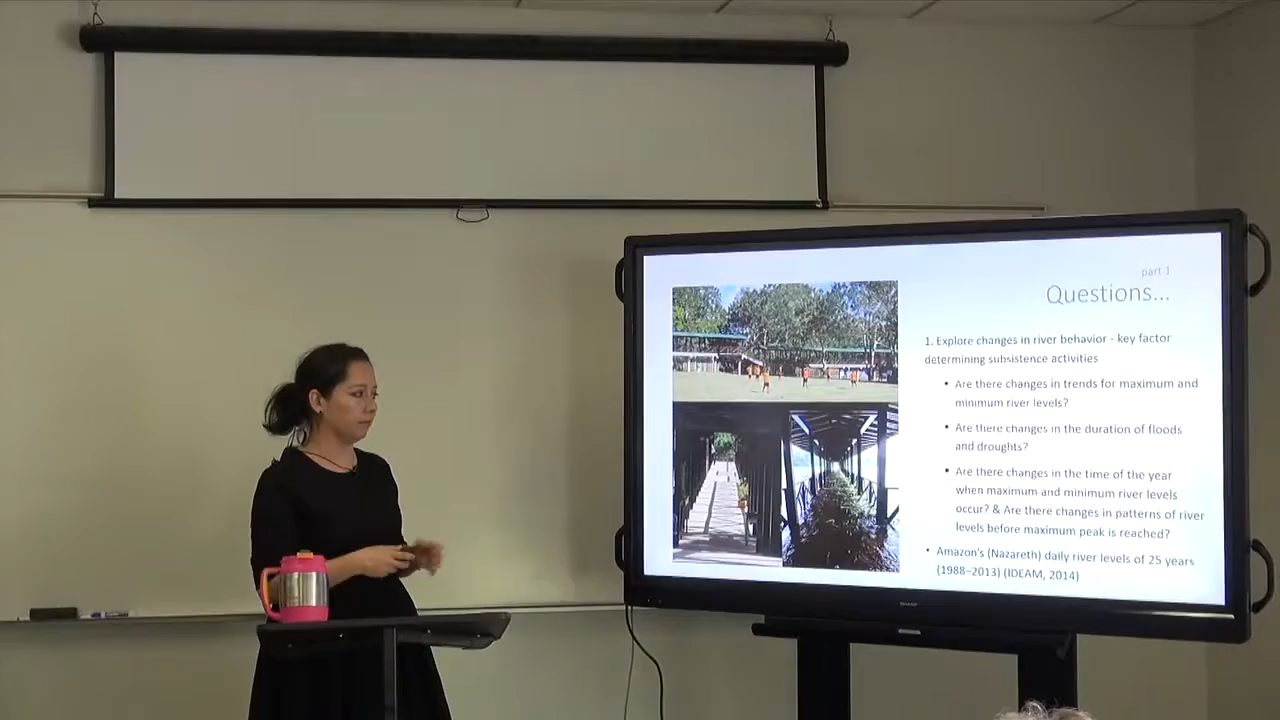 part 1
Questions...
1. Explore changes in river behavior - key factor
determining subsistence activities
• Are there changes in trends for maximum and
minimum river levels?
• Are there changes in the duration of floods
and droughts?
• Are there changes in the time of the year
when maximum and minimum river levels
occur? & Are there changes in patterns of river
levels before maximum peak is reached?
• Amazon's (Nazareth) daily river levels of 25 years
(1988–2013) (IDEAM, 2014)